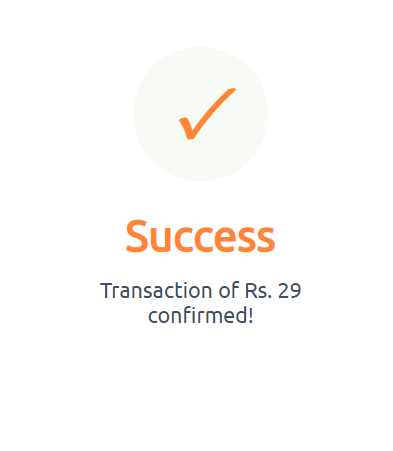 Success
Transaction of Rs. 29
confirmed!